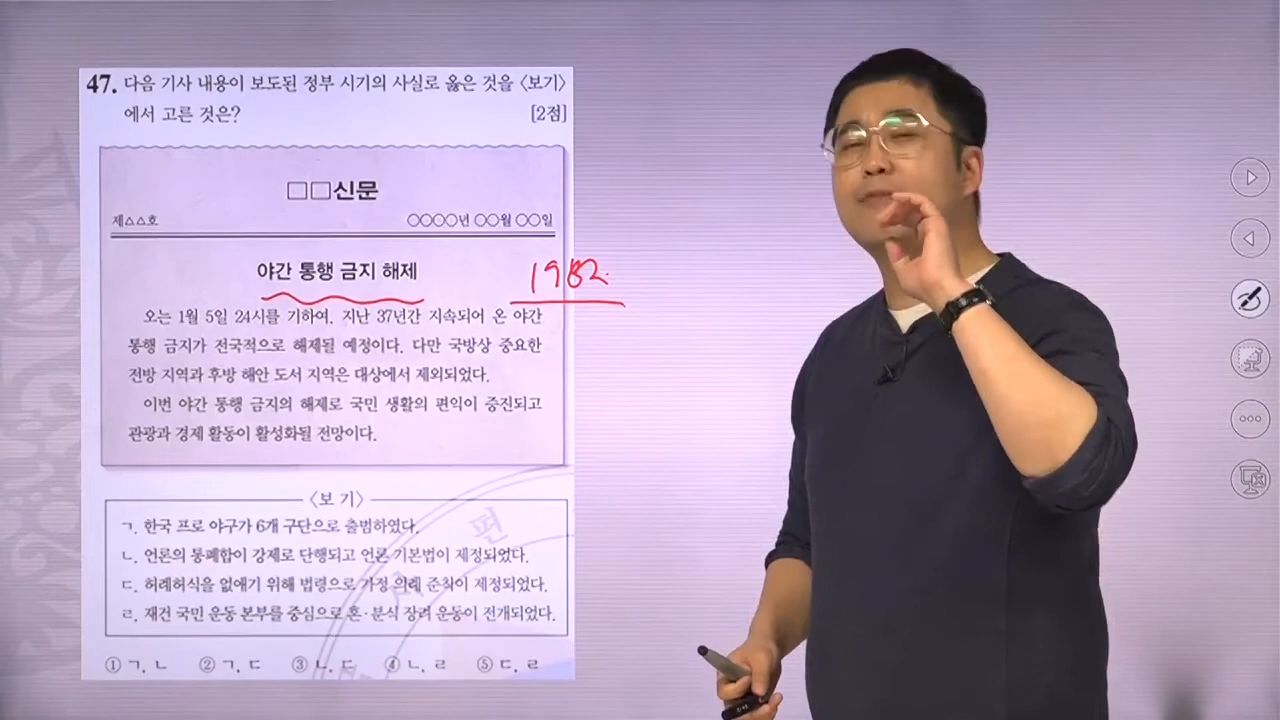 47. 다음 기사 내용이 보도된 정부 시기의 사실로 옳은 것을 〈보기〉
에서 고른 것은? [2점]
□□신문
제△△호 ○○○○년 ○○월 ○○일
야간 통행 금지 해제 1982.
오는 1월 5일 24시를 기하여, 지난 37년간 지속되어 온 야간
통행 금지가 전국적으로 해제될 예정이다. 다만 국방상 중요한
전방 지역과 후방 해안 도서 지역은 대상에서 제외되었다.
이번 야간 통행 금지의 해제로 국민 생활의 편익이 증진되고
관광과 경제 활동이 활성화될 전망이다.
〈보 기〉
ㄱ. 한국 프로 야구가 6개 구단으로 출범하였다.
ㄴ. 언론의 통폐합이 강제로 단행되고 언론 기본법이 제정되었다.
ㄷ. 허례허식을 없애기 위해 법령으로 가정 의례 준칙이 제정되었다.
ㄹ. 재건 국민 운동 본부를 중심으로 혼·분식 장려 운동이 전개되었다.
① ㄱ, ㄴ ② ㄱ, ㄷ ③ ㄴ, ㄷ ④ ㄴ, ㄹ ⑤ ㄷ, ㄹ